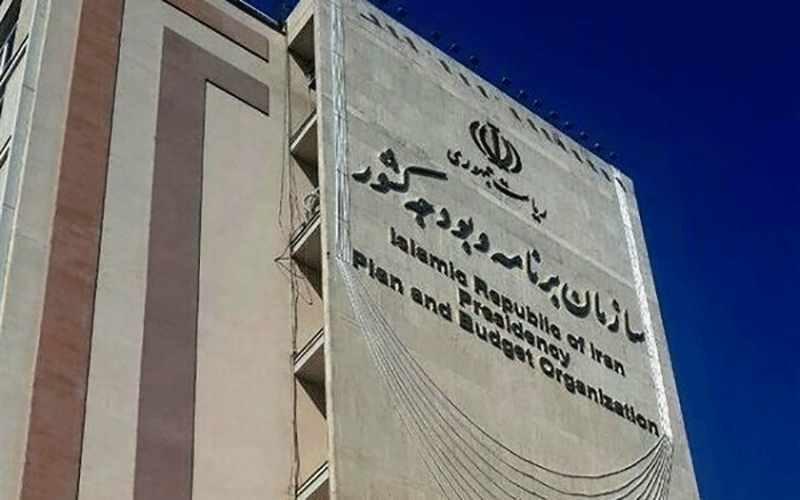 ریاست جمهوری
سازمان برنامه و بودجه کشور
Islamic Republic of Iran
Presidency
Plan and Budget Organization